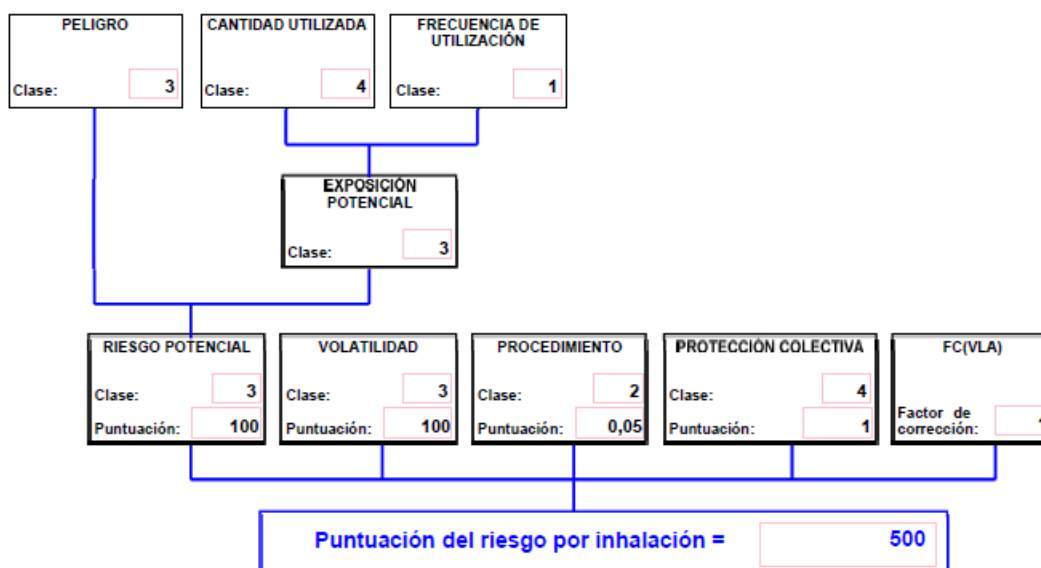 PELIGRO
Clase: 3
CANTIDAD UTILIZADA
Clase: 4
FRECUENCIA DE
UTILIZACIÓN
Clase: 1
EXPOSICIÓN
POTENCIAL
Clase: 3
RIESGO POTENCIAL
Clase: 3
Puntuación: 100
VOLATILIDAD
Clase: 3
Puntuación: 100
PROCEDIMIENTO
Clase: 2
Puntuación: 0,05
PROTECCIÓN COLECTIVA
Clase: 4
Puntuación: 1
FC(VLA)
Factor de
corrección: 1
Puntuación del riesgo por inhalación = 500